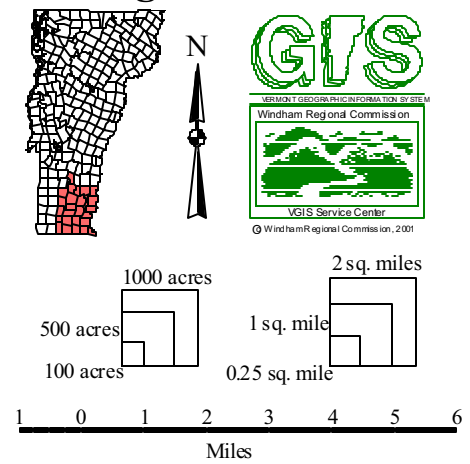 N
GIS
VERMONT GEOGRAPHIC INFORMATION SYSTEM
Windham Regional Commission
VGIS Service Center
© Windham Regional Commission, 2001
1000 acres
500 acres
100 acres
2 sq. miles
1 sq. mile
0.25 sq. mile
1 0 1 2 3 4 5 6
Miles